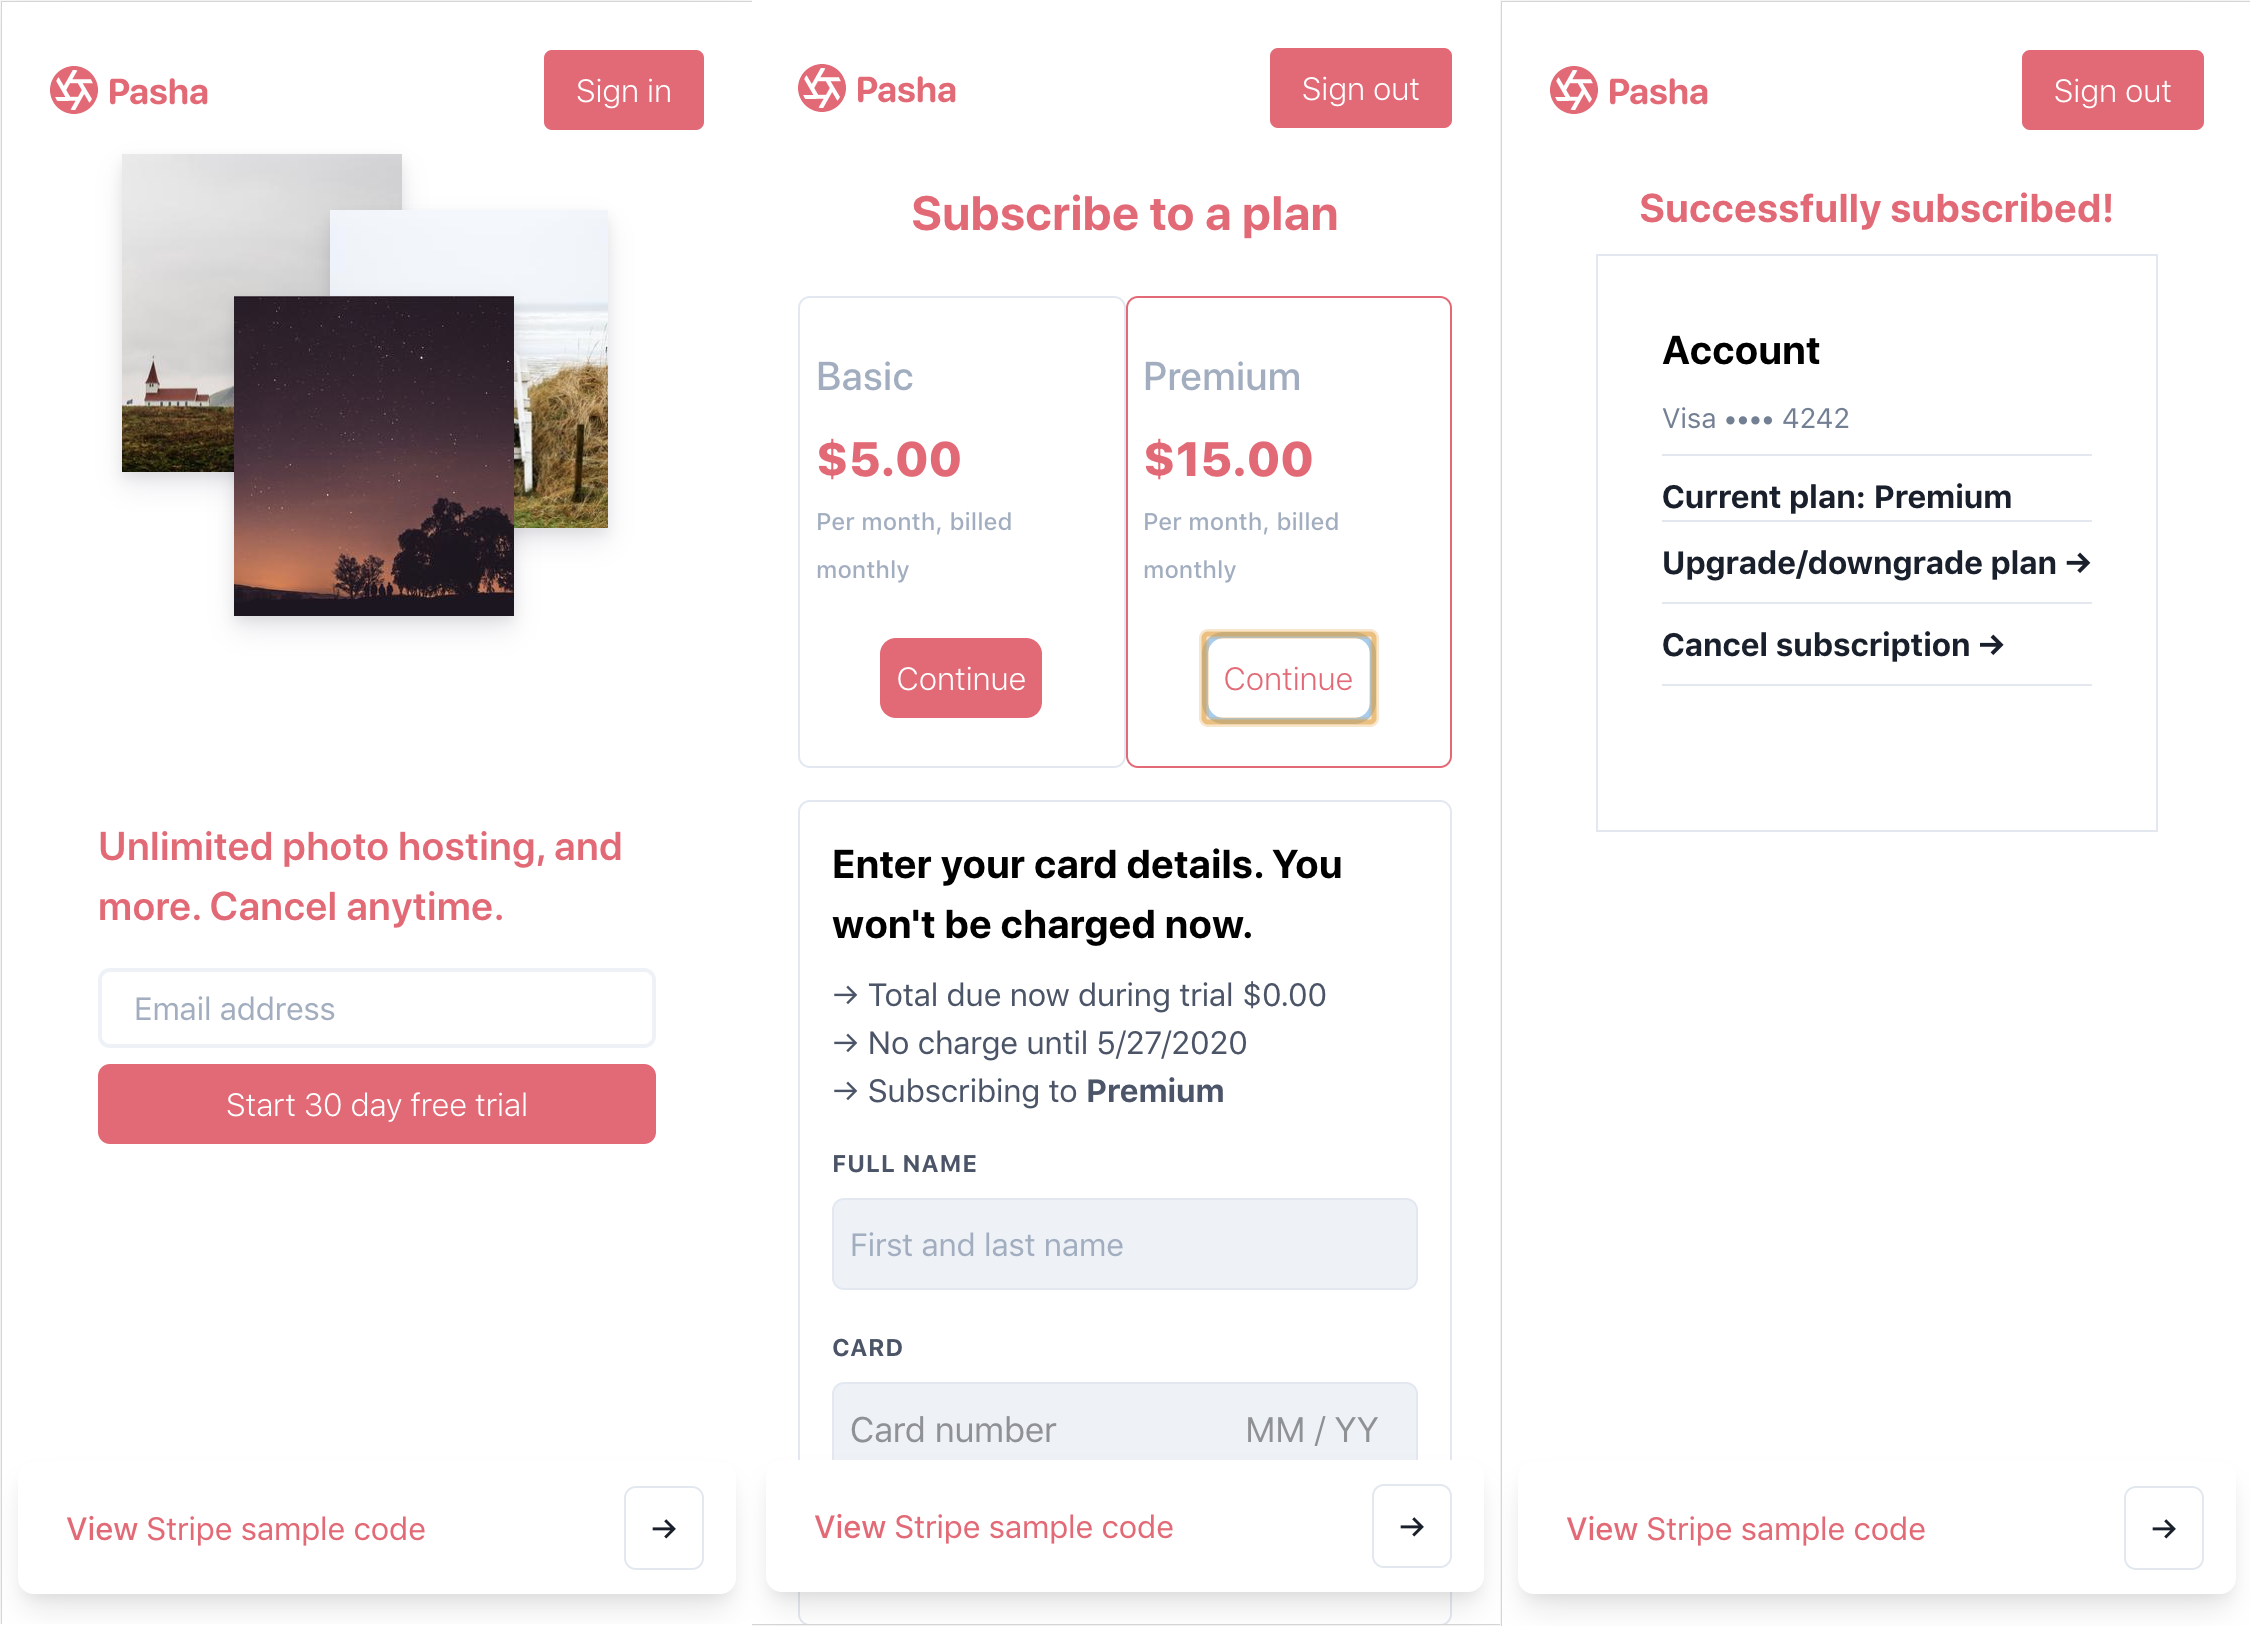 Pasha
Sign in
Unlimited photo hosting, and
more. Cancel anytime.
Email address
Start 30 day free trial
View Stripe sample code
→
Pasha
Sign out
Subscribe to a plan
Basic
$5.00
Per month, billed
monthly
Continue
Premium
$15.00
Per month, billed
monthly
Continue
Enter your card details. You
won't be charged now.
→ Total due now during trial $0.00
→ No charge until 5/27/2020
→ Subscribing to Premium
FULL NAME
First and last name
CARD
Card number MM / YY
View Stripe sample code
→
Pasha
Sign out
Successfully subscribed!
Account
Visa •••• 4242
Current plan: Premium
Upgrade/downgrade plan →
Cancel subscription →
View Stripe sample code
→